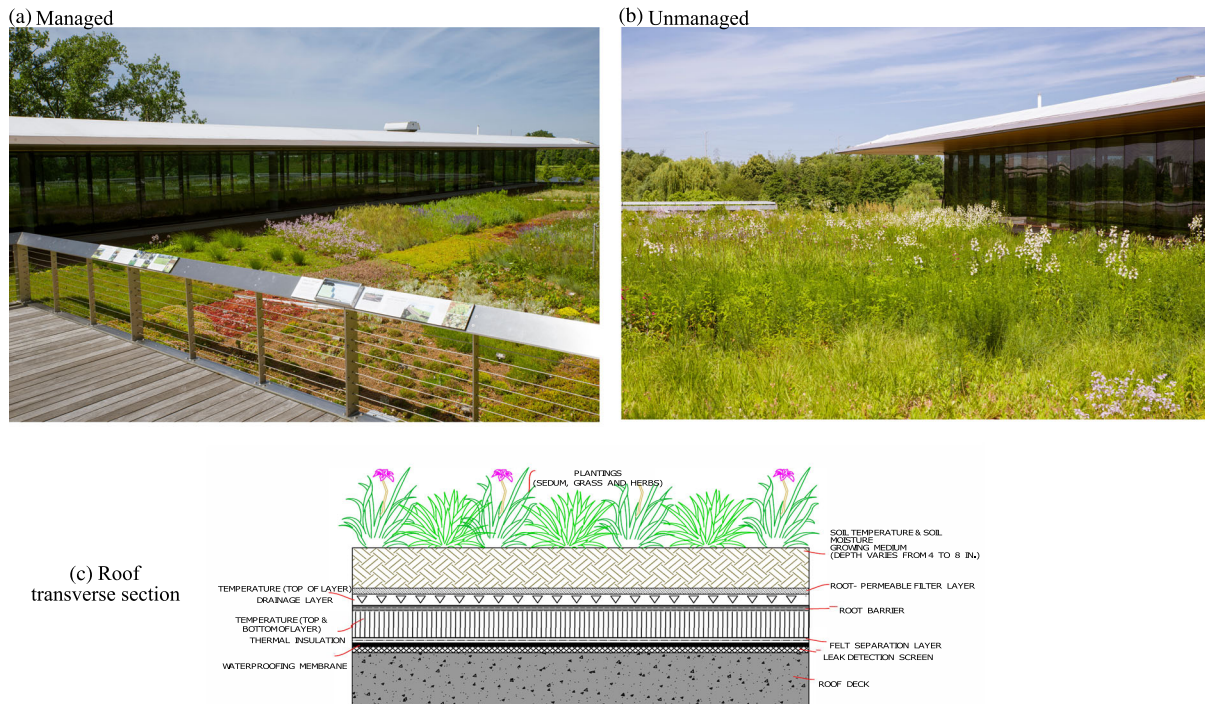 (a) Managed
(b) Unmanaged
(c) Roof
transverse section
PLANTINGS
(SEDUM, GRASS AND HERBS)
SOIL TEMPERATURE & SOIL
MOISTURE
GROWING MEDIUM
(DEPTH VARIES FROM 4 TO 8 IN.)
TEMPERATURE (TOP OF LAYER)
DRAINAGE LAYER
TEMPERATURE (TOP &
BOTTOM OF LAYER)
THERMAL INSULATION
WATERPROOFING MEMBRANE
ROOT- PERMEABLE FILTER LAYER
ROOT BARRIER
FELT SEPARATION LAYER
LEAK DETECTION SCREEN
ROOF DECK